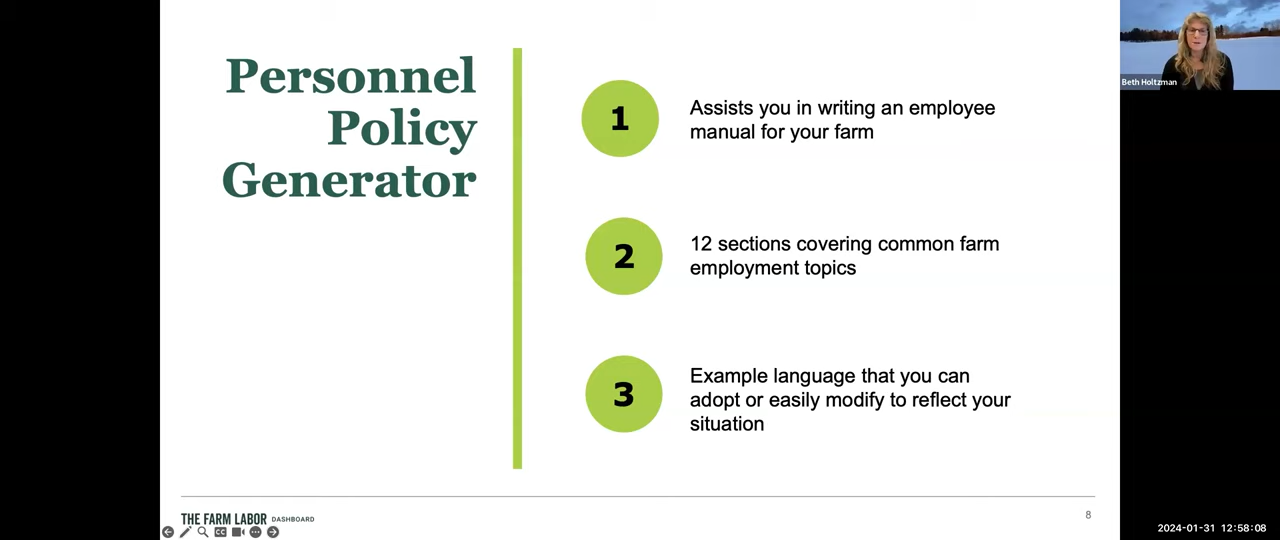 Personnel
Policy
Generator
1
Assists you in writing an employee
manual for your farm
2
12 sections covering common farm
employment topics
3
Example language that you can
adopt or easily modify to reflect your
situation
THE FARM LABOR DASHBOARD
8
CC
Beth Holtzman
2024-01-31 12:58:08